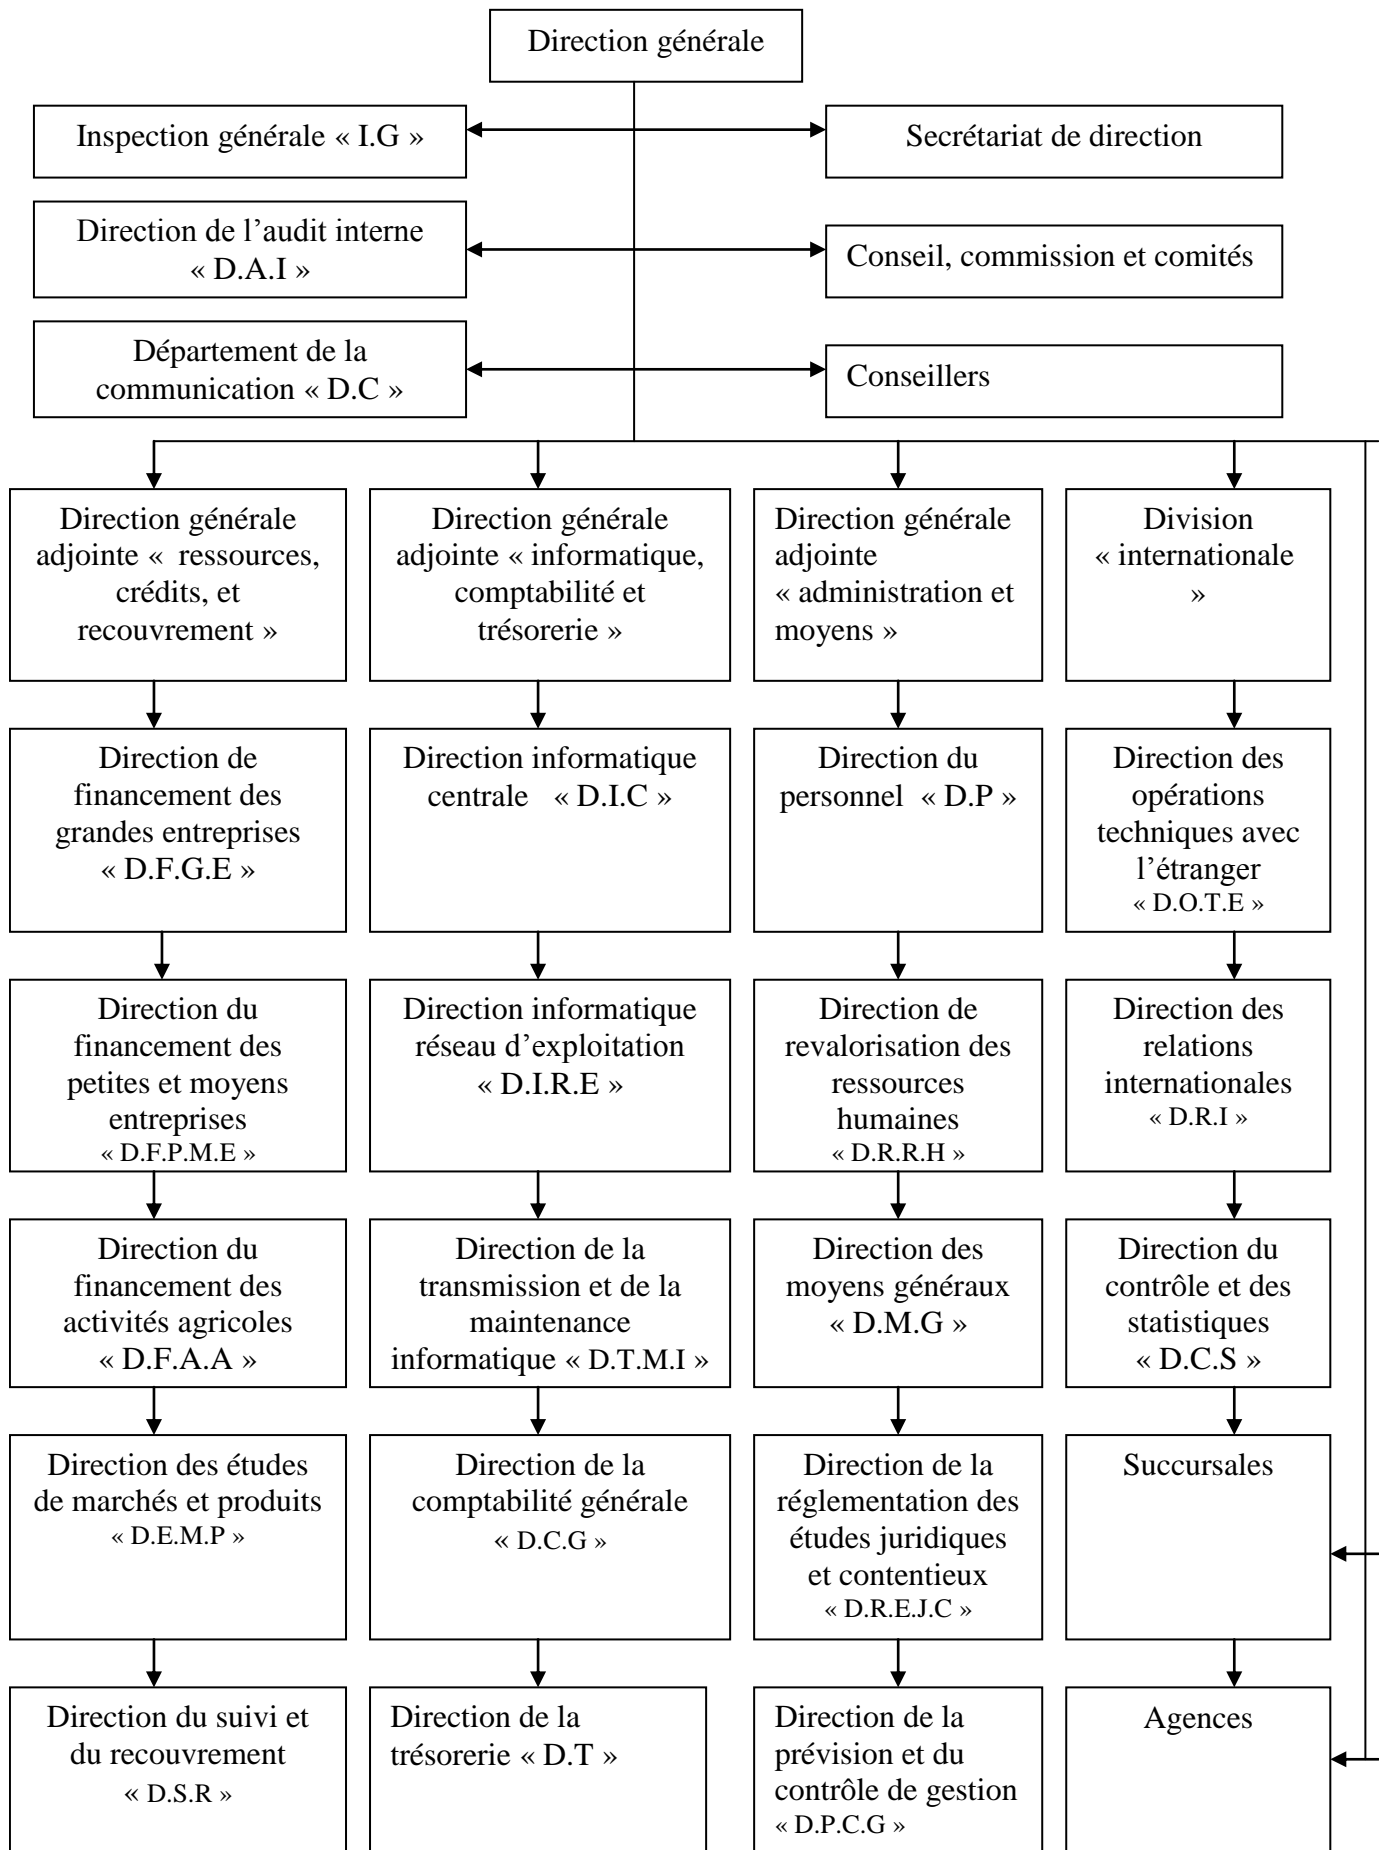 Direction générale
Inspection générale « I.G »
Secrétariat de direction
Direction de l’audit interne
« D.A.I »
Conseil, commission et comités
Département de la
communication « D.C »
Conseillers
Direction générale
adjointe «  ressources,
crédits, et
recouvrement »
Direction générale
adjointe « informatique,
comptabilité et
trésorerie »
Direction générale
adjointe
« administration et
moyens »
Division
« internationale
»
Direction de
financement des
grandes entreprises
« D.F.G.E »
Direction informatique
centrale   « D.I.C »
Direction du
personnel  « D.P »
Direction des
opérations
techniques avec
l’étranger
« D.O.T.E »
Direction du
financement des
petites et moyens
entreprises
« D.F.P.M.E »
Direction informatique
réseau d’exploitation
« D.I.R.E »
Direction de
revalorisation des
ressources
humaines
« D.R.R.H »
Direction des
relations
internationales
« D.R.I »
Direction du
financement des
activités agricoles
« D.F.A.A »
Direction de la
transmission et de la
maintenance
informatique « D.T.M.I »
Direction des
moyens généraux
« D.M.G »
Direction du
contrôle et des
statistiques
« D.C.S »
Direction des études
de marchés et produits
« D.E.M.P »
Direction de la
comptabilité générale
« D.C.G »
Direction de la
réglementation des
études juridiques
et contentieux
« D.R.E.J.C »
Succursales
Direction du suivi et
du recouvrement
« D.S.R »
Direction de la
trésorerie « D.T »
Direction de la
prévision et du
contrôle de gestion
« D.P.C.G »
Agences